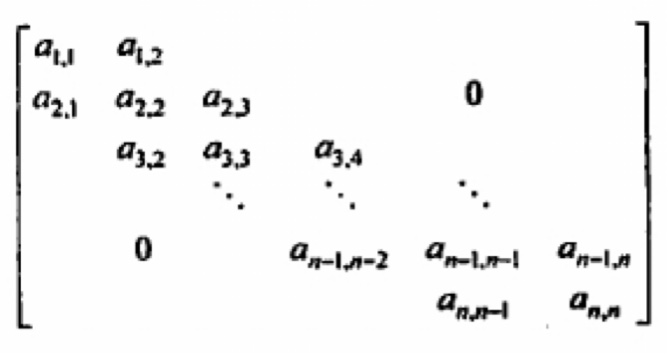 a1,1 a1,2
a2,1 a2,2 a2,3 0
a3,2 a3,3 a3,4
⋱ ⋱ ⋱
0 an−1,n−2 an−1,n−1 an−1,n
an,n−1 an,n